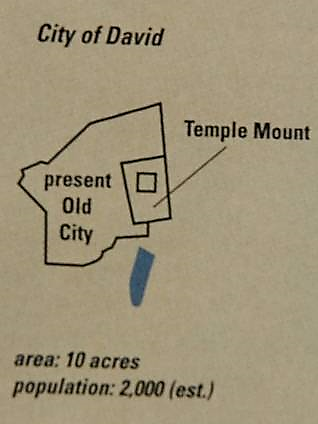 City of David
Temple Mount
present
Old
City
area: 10 acres
population: 2,000 (est.)